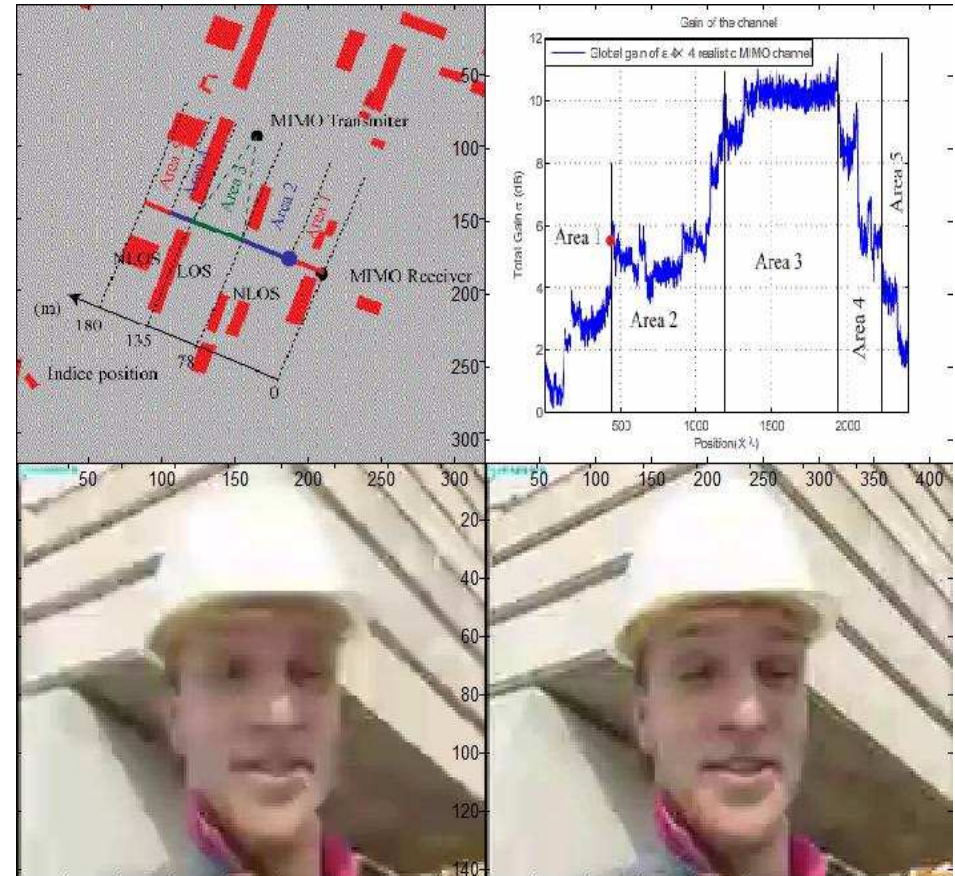 50
100
150
200
250
300
MIMO Transmiter
Area 3
Area 2
Area 1
NLOS
LOS
NLOS
MIMO Receiver
(m)
180
135
78
0
Indice position
Gain of the channel
Global gain of a 4× 4 realistic MIMO channel
Total Gain σ (dB)
12
10
8
6
4
2
0
Area 1
Area 2
Area 3
Area 4
Area 5
500
1000
1500
2000
Position(X λ)
50 100 150 200 250 300
50 100 150 200 250 300 350 400
20
40
60
80
100
120
140